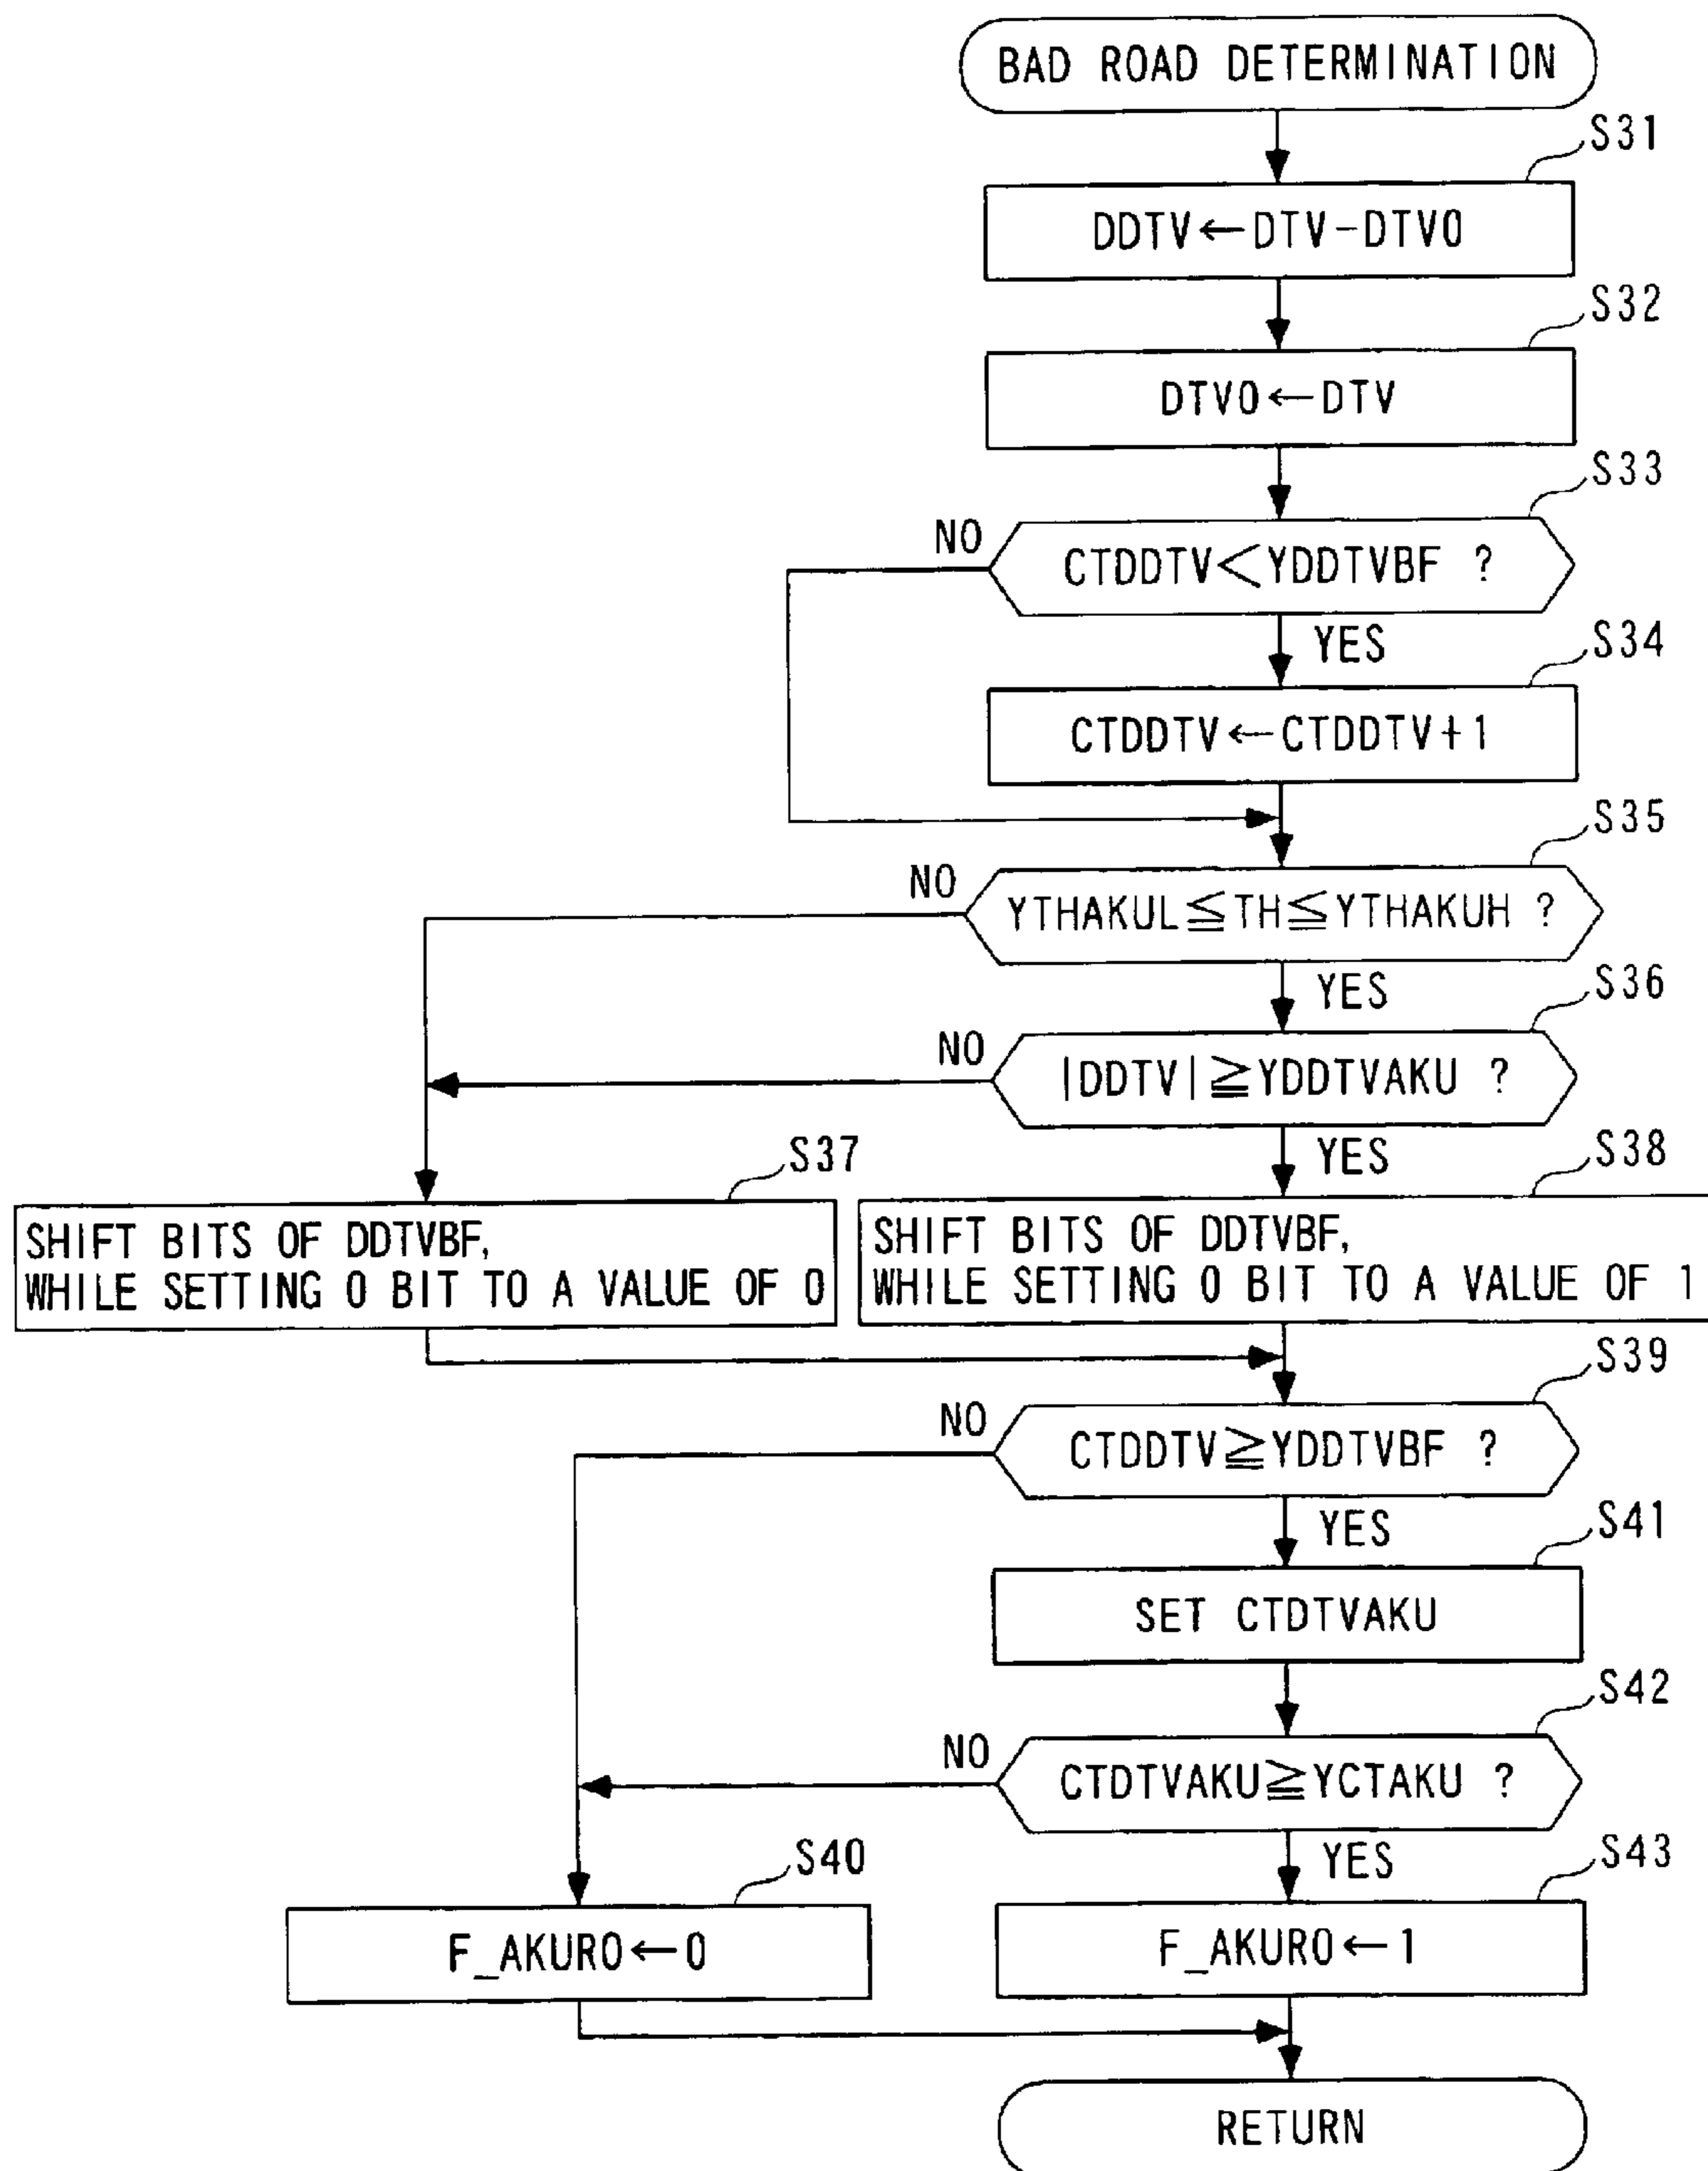 BAD ROAD DETERMINATION
S31
DDTV←DTV-DTV0
S32
DTV0←DTV
S33
NO
CTDDTV<YDDTVBF ?
YES
S34
CTDDTV←CTDDTV+1
S35
NO
YTHAKUL≦TH≦YTHAKUH ?
YES
S36
NO
|DDTV|≧YDDTVAKU ?
YES
S37
SHIFT BITS OF DDTVBF,
WHILE SETTING 0 BIT TO A VALUE OF 0
S38
SHIFT BITS OF DDTVBF,
WHILE SETTING 0 BIT TO A VALUE OF 1
S39
NO
CTDDTV≧YDDTVBF ?
YES
S41
SET CTDTVAKU
S42
NO
CTDTVAKU≧YCTAKU ?
YES
S40
F_AKURO←0
S43
F_AKURO←1
RETURN